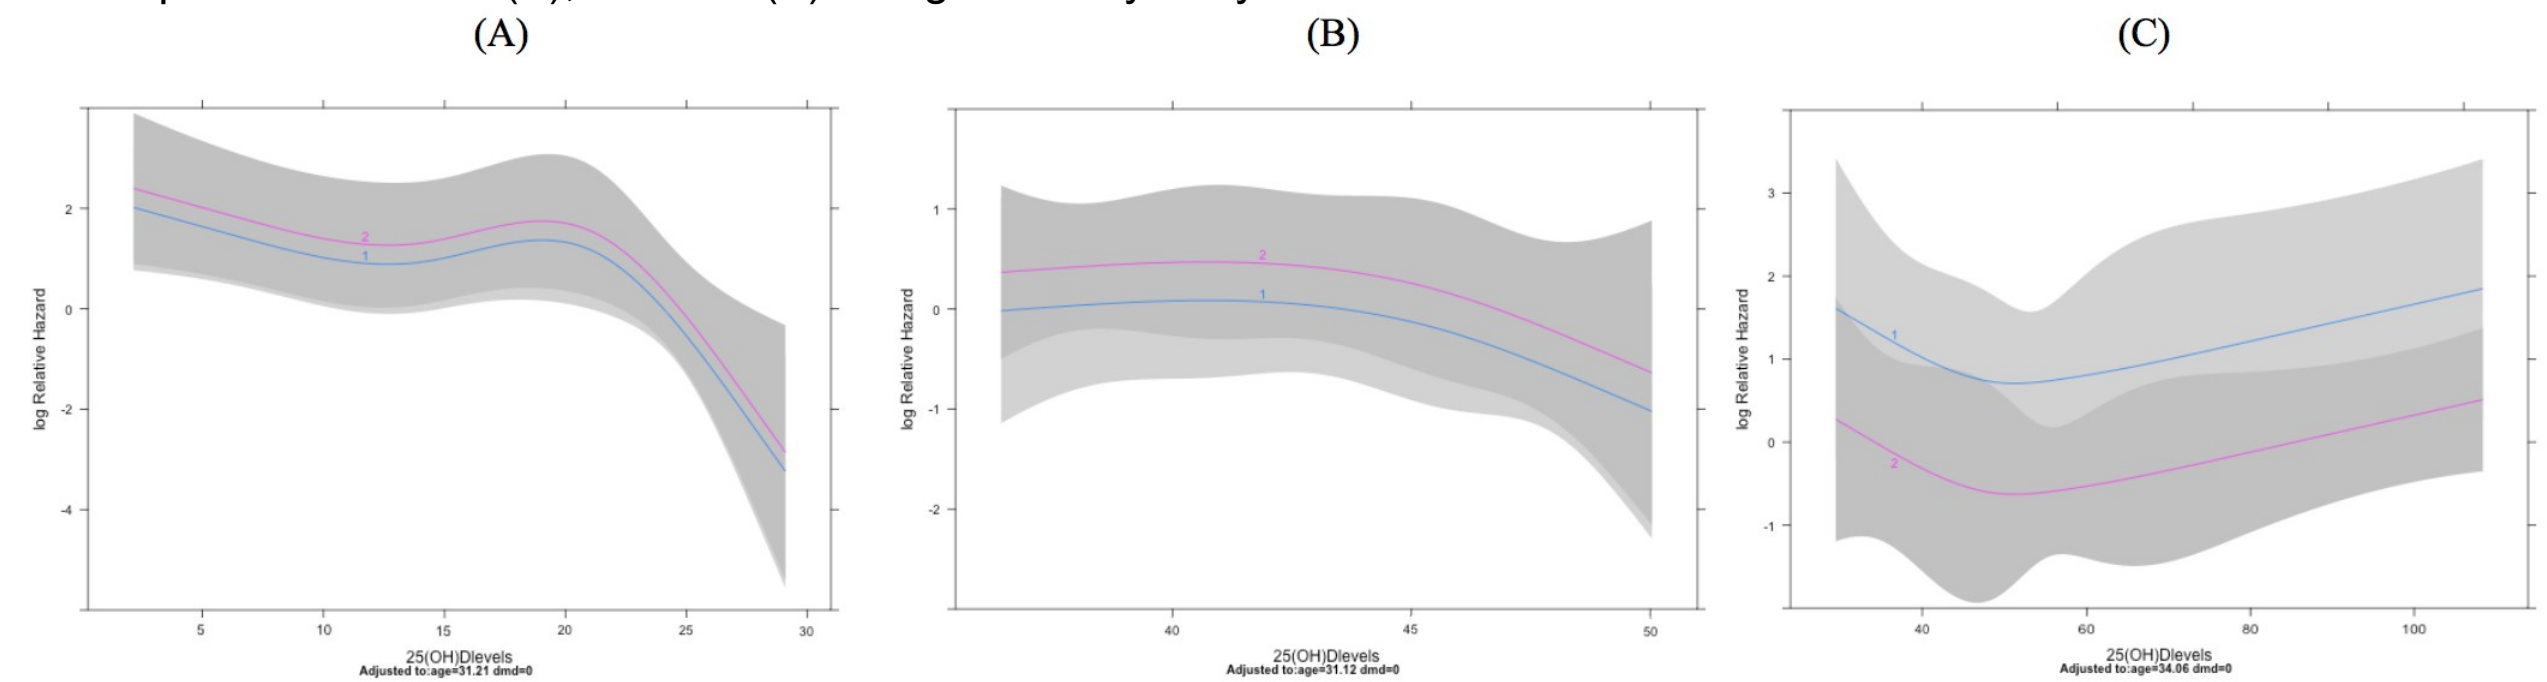 (A)
(B)
(C)
log Relative Hazard
2
0
-2
-4
2
1
5
10
15
20
25
30
25(OH)Dlevels
Adjusted to:age=31.21 dmd=0
log Relative Hazard
1
0
-1
-2
2
1
40
45
50
25(OH)Dlevels
Adjusted to:age=31.12 dmd=0
log Relative Hazard
3
2
1
0
-1
1
2
40
60
80
100
25(OH)Dlevels
Adjusted to:age=34.06 dmd=0